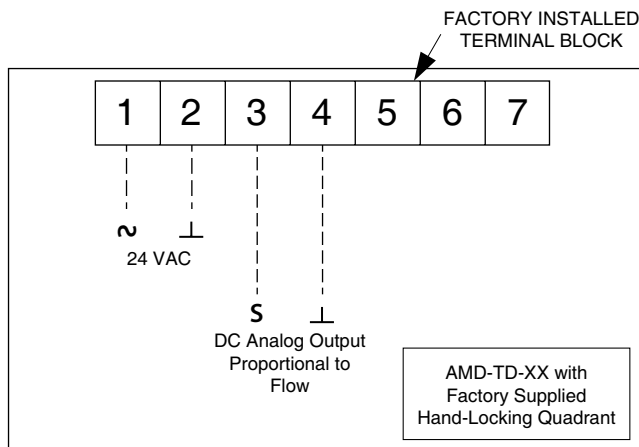 FACTORY INSTALLED
TERMINAL BLOCK
1 2 3 4 5 6 7
~ ⊥
24 VAC
S ⊥
DC Analog Output
Proportional to
Flow
AMD-TD-XX with
Factory Supplied
Hand-Locking Quadrant